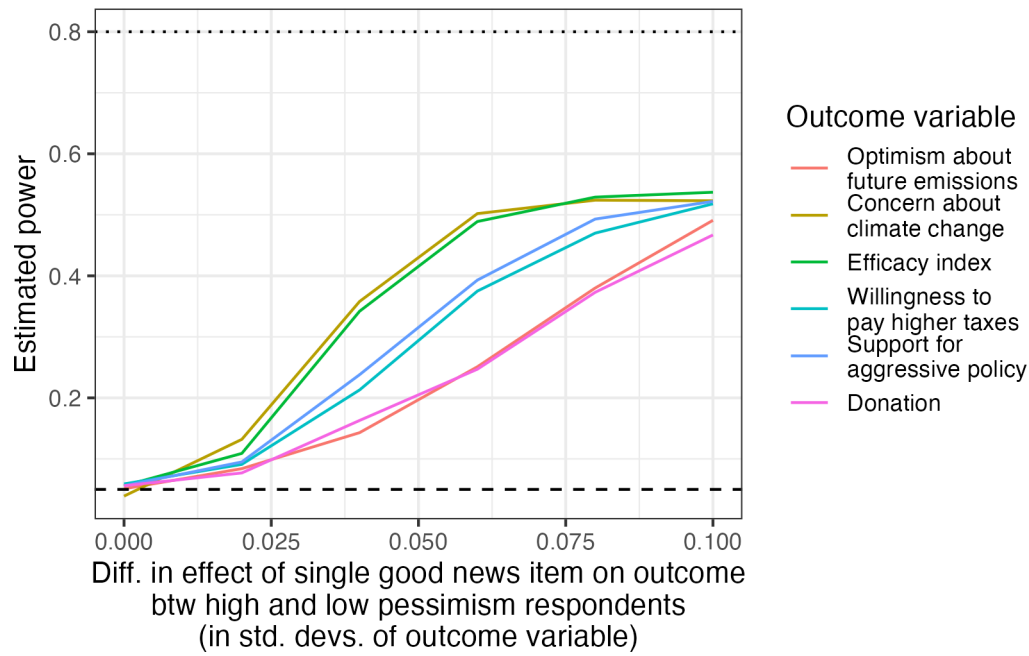 0.8
0.6
0.4
0.2
Estimated power
0.000
0.025
0.050
0.075
0.100
Diff. in effect of single good news item on outcome
btw high and low pessimism respondents
(in std. devs. of outcome variable)
Outcome variable
Optimism about
future emissions
Concern about
climate change
Efficacy index
Willingness to
pay higher taxes
Support for
aggressive policy
Donation